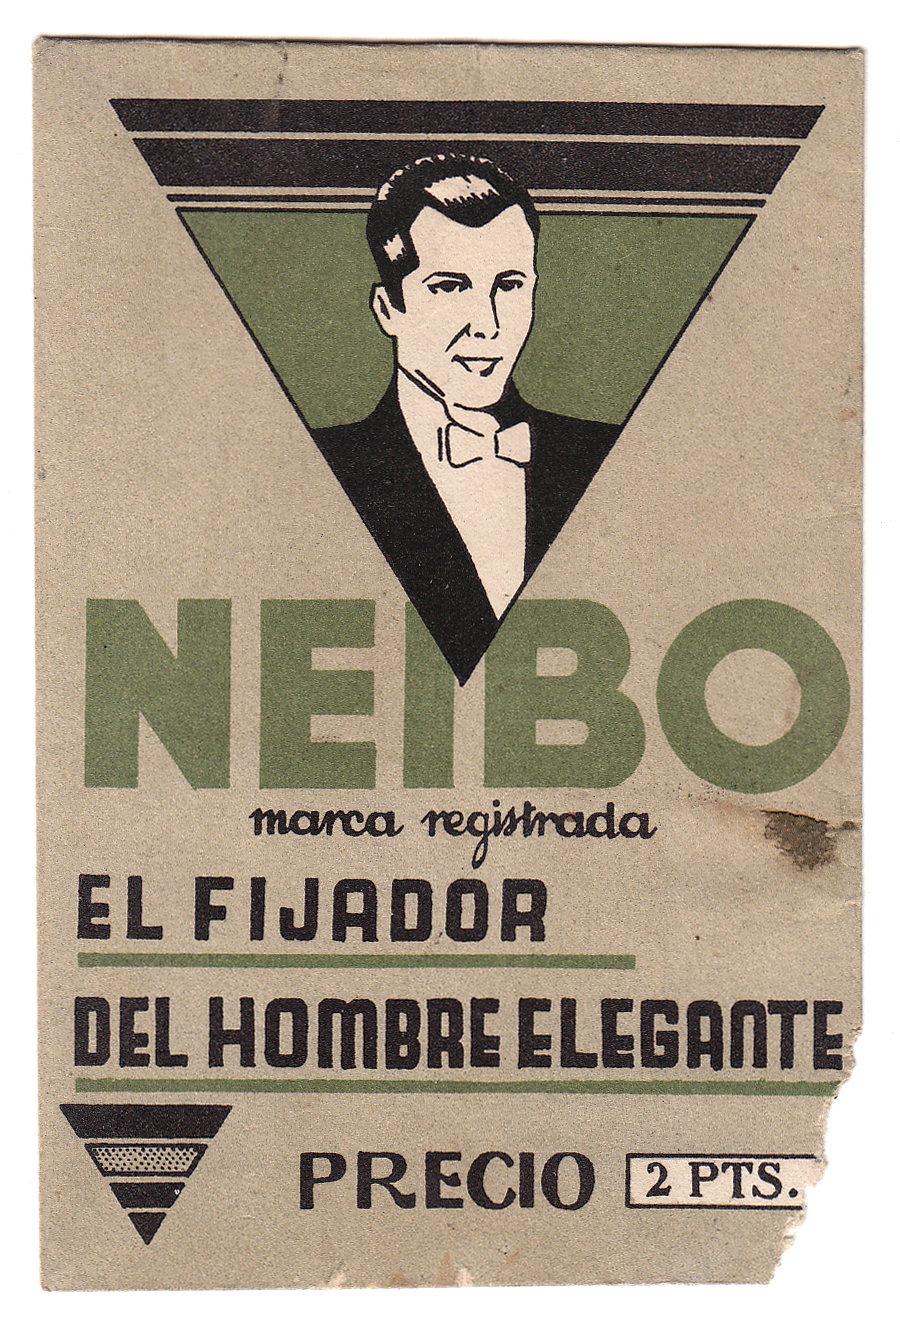 NEIBO
marca registrada
EL FIJADOR
DEL HOMBRE ELEGANTE
PRECIO 2 PTS.